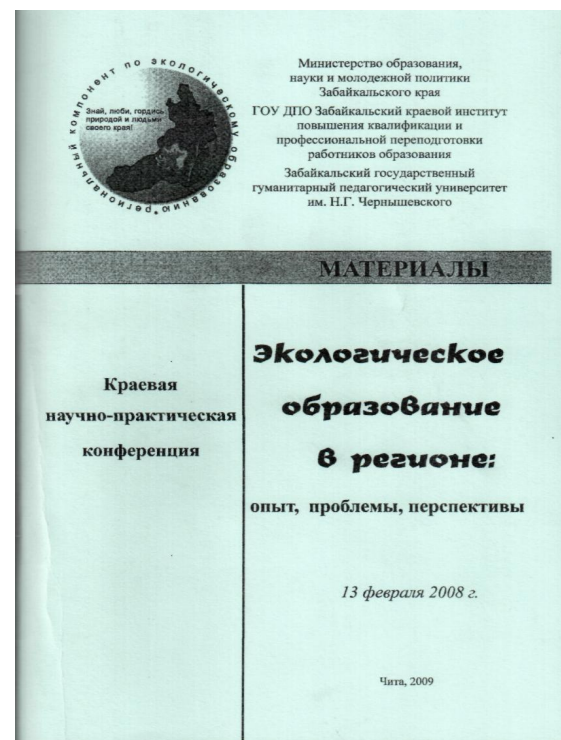 региональный компонент по экологическому образованию
Знай, люби, гордись
природой и людьми
своего края!
Министерство образования,
науки и молодежной политики
Забайкальского края
ГОУ ДПО Забайкальский краевой институт
повышения квалификации и
профессиональной переподготовки
работников образования
Забайкальский государственный
гуманитарный педагогический университет
им. Н.Г. Чернышевского
МАТЕРИАЛЫ
Краевая
научно-практическая
конференция
Экологическое
образование
в регионе:
опыт, проблемы, перспективы
13 февраля 2008 г.
Чита, 2009